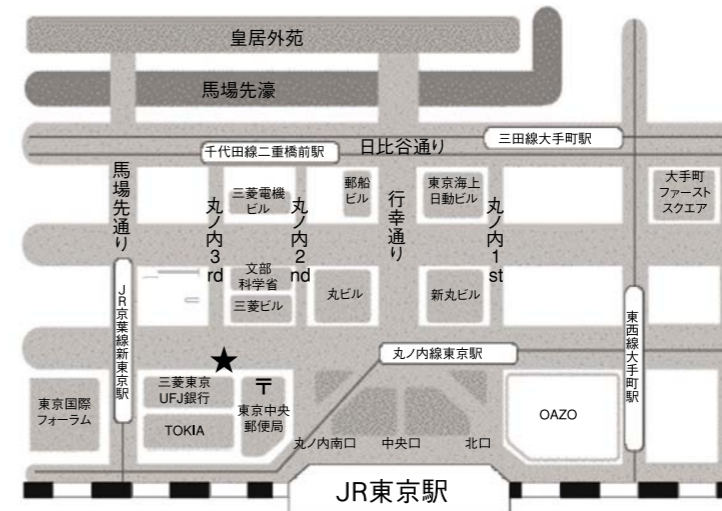 皇居外苑
馬場先濠
三田線大手町駅
千代田線二重橋前駅
日比谷通り
馬場先通り
丸ノ内3rd
三菱電機
ビル
丸ノ内2nd
郵船
ビル
行幸通り
東京海上
日動ビル
丸ノ内1st
大手町
ファースト
スクエア
文部
科学省
三菱ビル
丸ビル
新丸ビル
JR京葉線新東京駅
東西線大手町駅
丸ノ内線東京駅
東京国際
フォーラム
三菱東京
UFJ銀行
TOKIA
〒
東京中央
郵便局
丸ノ内南口
中央口
北口
OAZO
JR東京駅